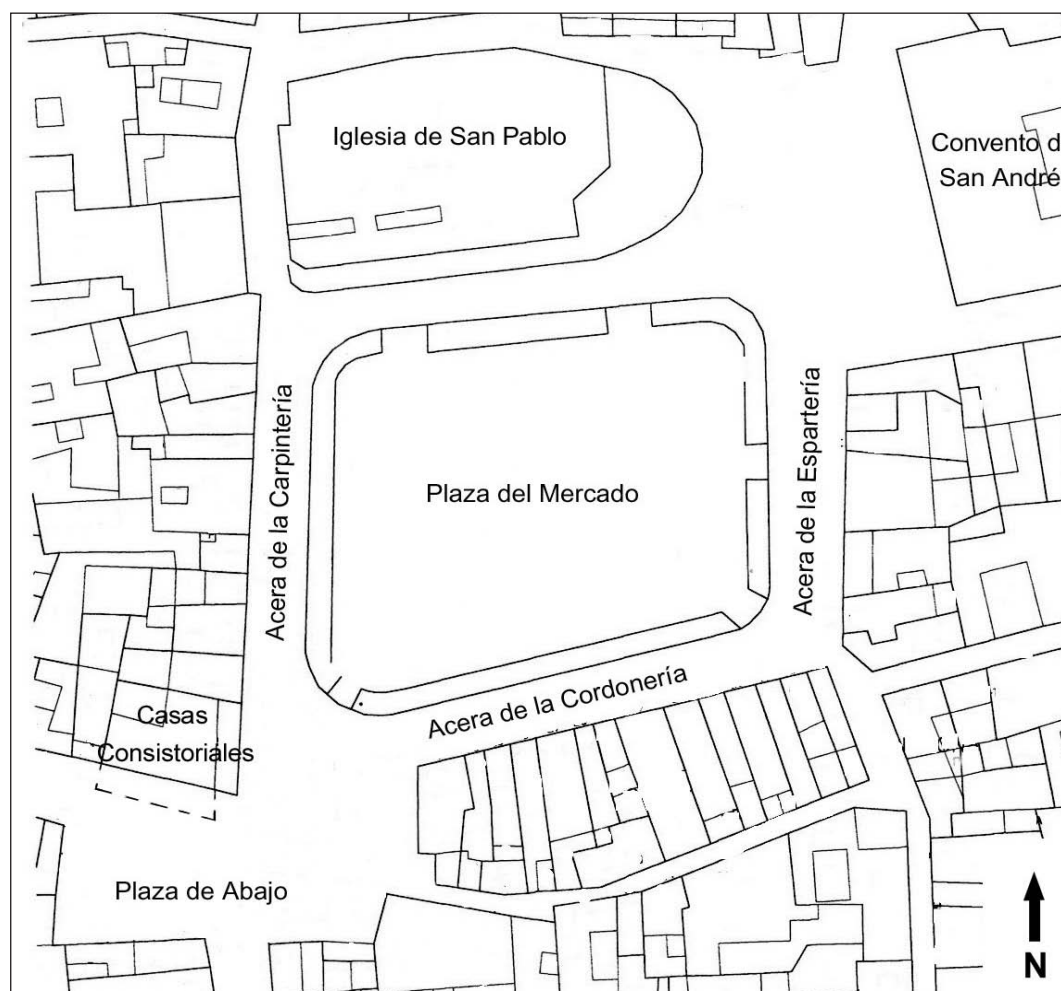 Iglesia de San Pablo
Convento d
San André
Acera de la Carpintería
Plaza del Mercado
Acera de la Espartería
Acera de la Cordonería
Casas
Consistoriales
Plaza de Abajo
N